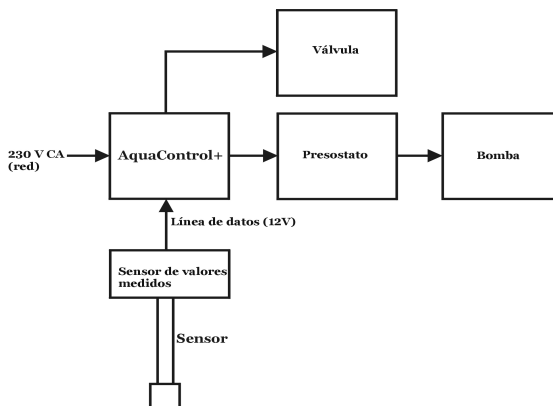 Válvula
230 V CA
(red)
AquaControl+
Presostato
Bomba
Línea de datos (12V)
Sensor de valores
medidos
Sensor